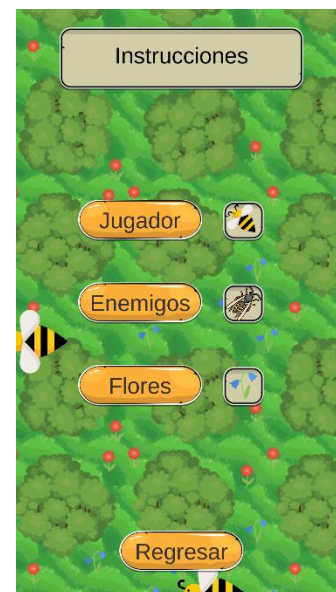 Instrucciones
Jugador
Enemigos
Flores
Regresar